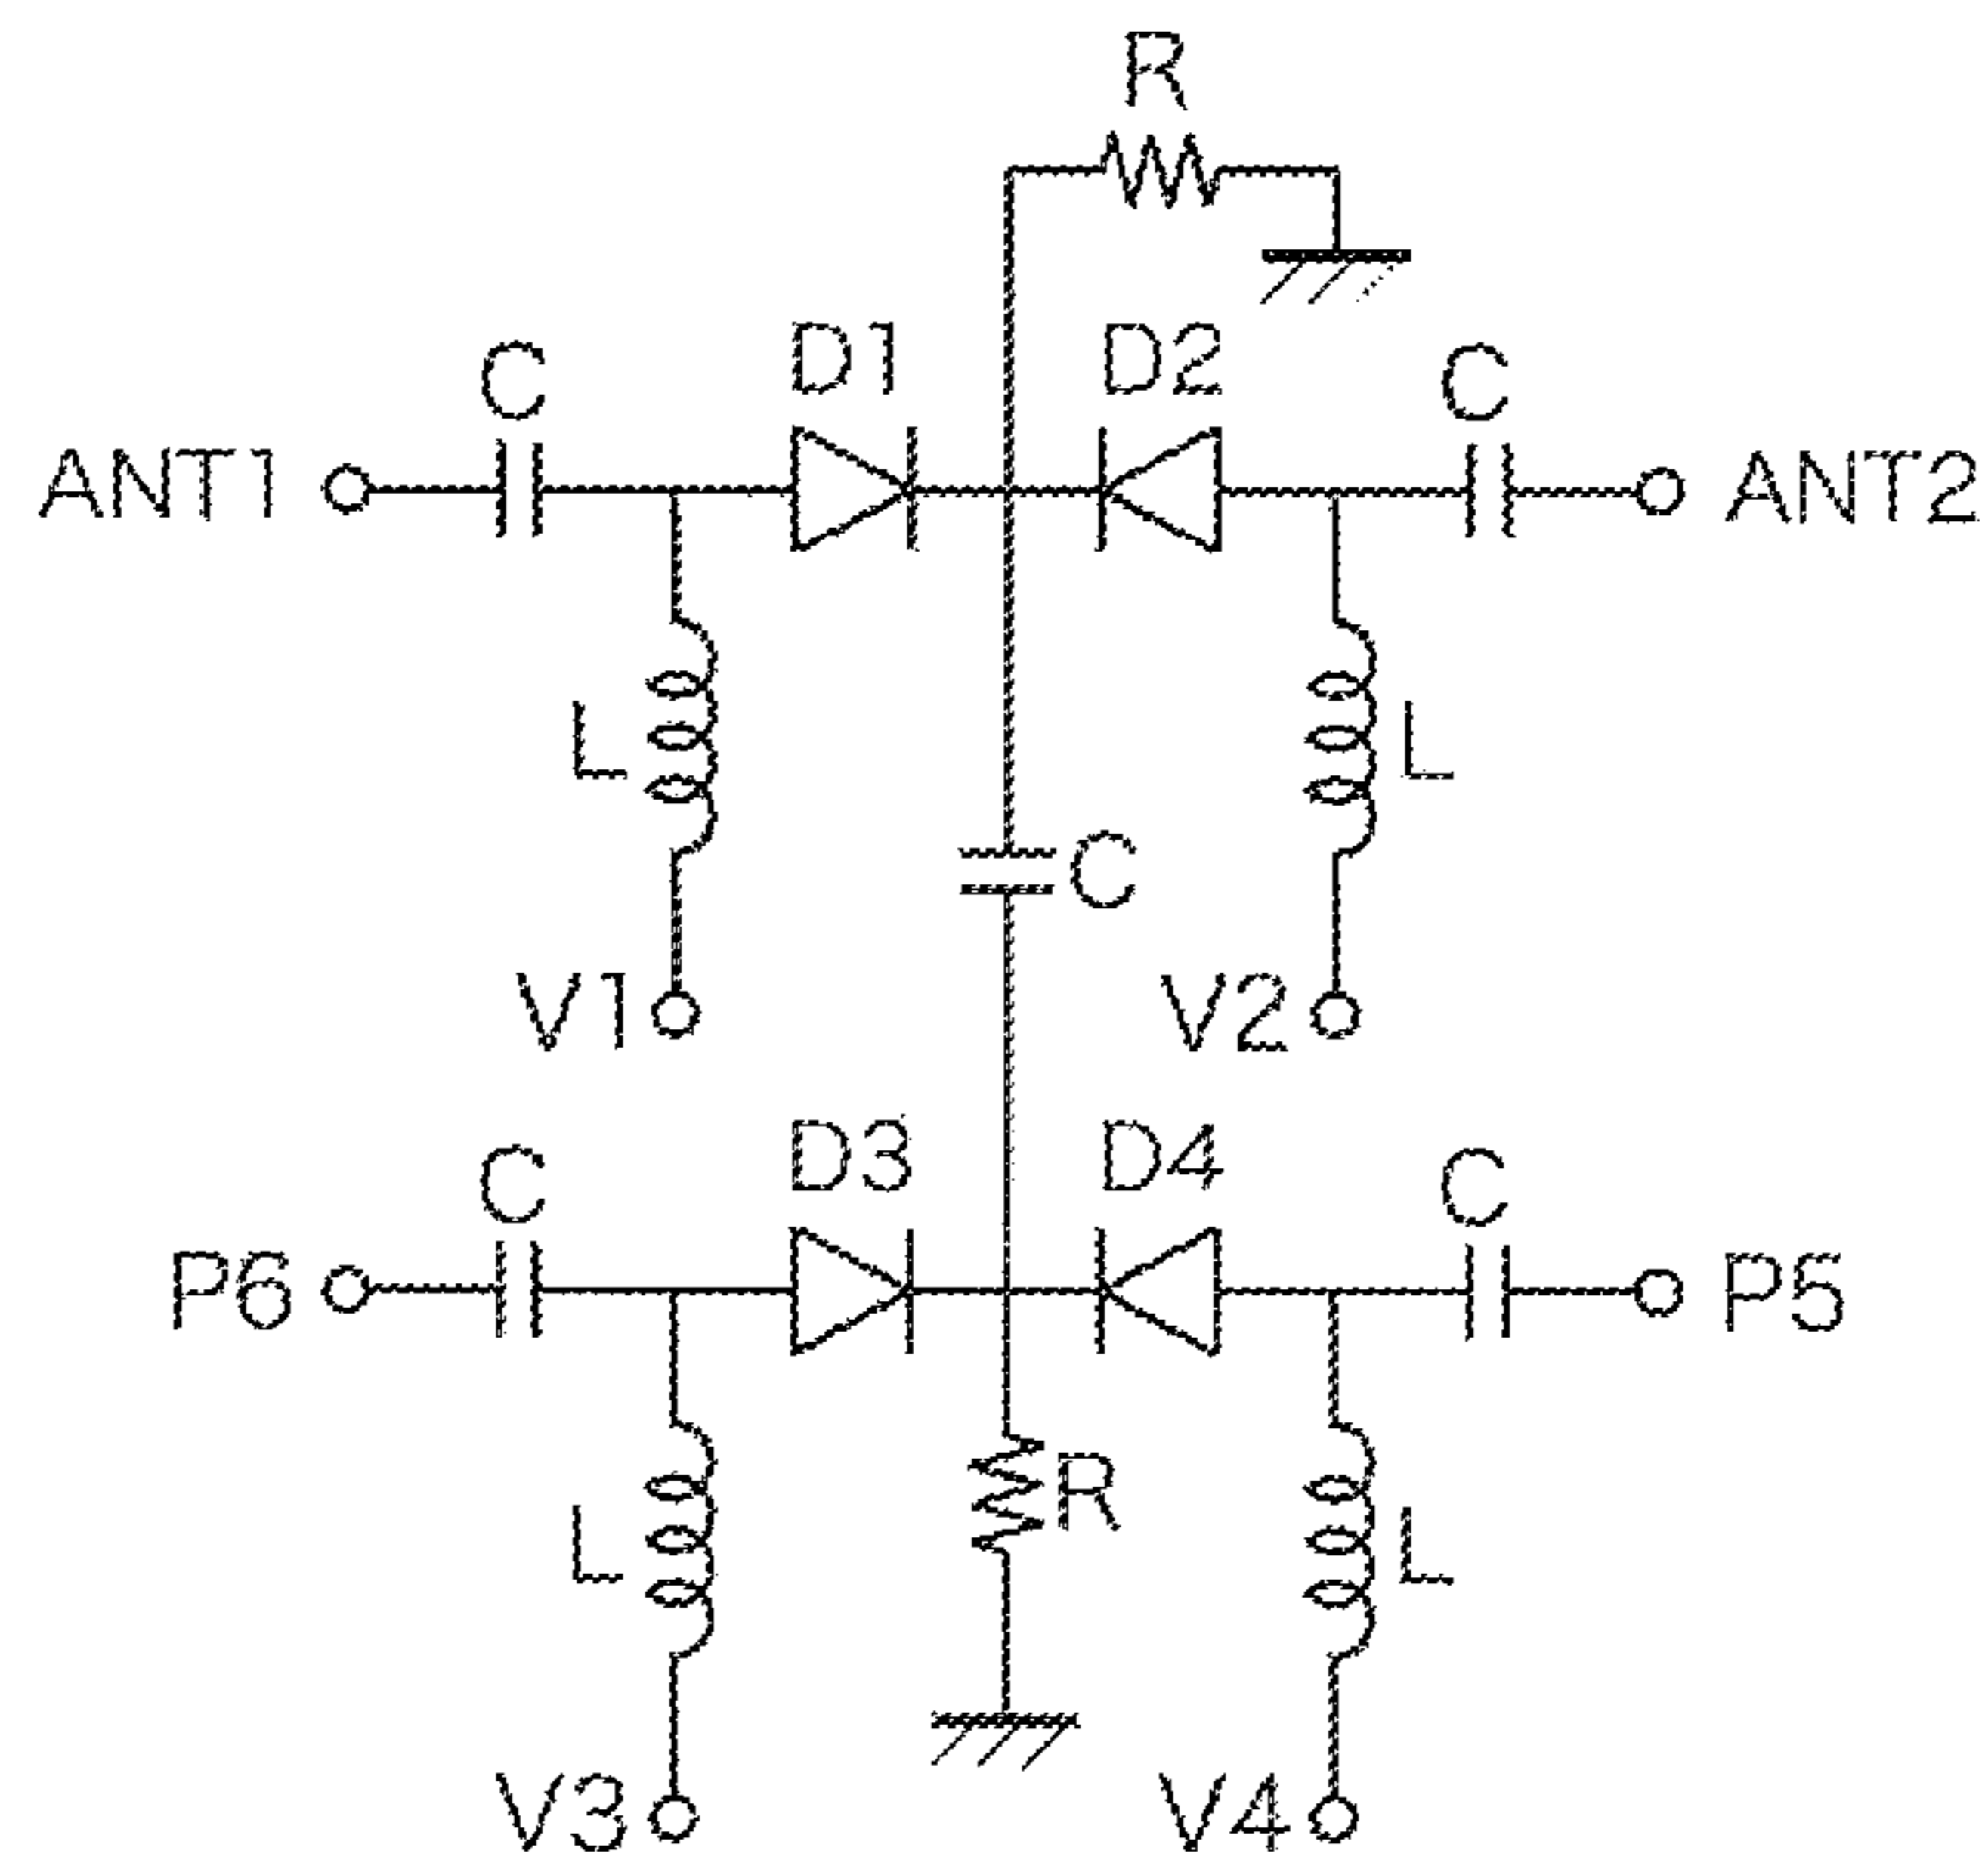 R
C D1 D2 C
ANT1 ANT2
L L
C
V1 V2
C D3 D4 C
P6 P5
L R L
V3 V4